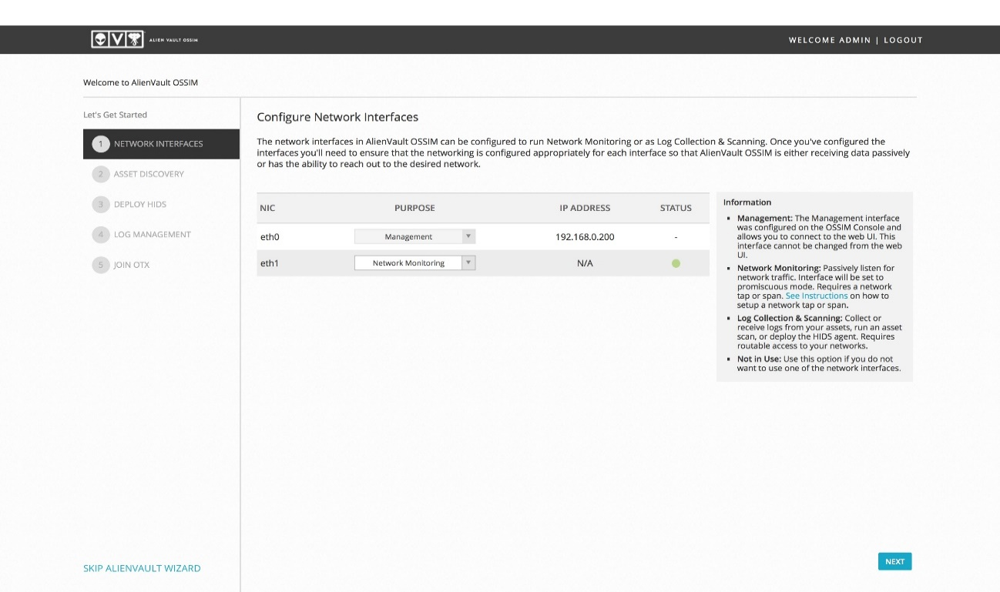 ALIEN VAULT OSSIM
WELCOME ADMIN | LOGOUT
Welcome to AlienVault OSSIM
Let's Get Started
1 NETWORK INTERFACES
2 ASSET DISCOVERY
3 DEPLOY HIDS
4 LOG MANAGEMENT
5 JOIN OTX
SKIP ALIENVAULT WIZARD
Configure Network Interfaces
The network interfaces in AlienVault OSSIM can be configured to run Network Monitoring or as Log Collection & Scanning. Once you've configured the
interfaces you'll need to ensure that the networking is configured appropriately for each interface so that AlienVault OSSIM is either receiving data passively
or has the ability to reach out to the desired network.
NIC PURPOSE IP ADDRESS STATUS
eth0 Management 192.168.0.200 -
eth1 Network Monitoring N/A
Information
▪ Management: The Management interface
was configured on the OSSIM Console and
allows you to connect to the web UI. This
interface cannot be changed from the web
UI.
▪ Network Monitoring: Passively listen for
network traffic. Interface will be set to
promiscuous mode. Requires a network
tap or span. See Instructions on how to
setup a network tap or span.
▪ Log Collection & Scanning: Collect or
receive logs from your assets, run an asset
scan, or deploy the HIDS agent. Requires
routable access to your networks.
▪ Not in Use: Use this option if you do not
want to use one of the network interfaces.
NEXT